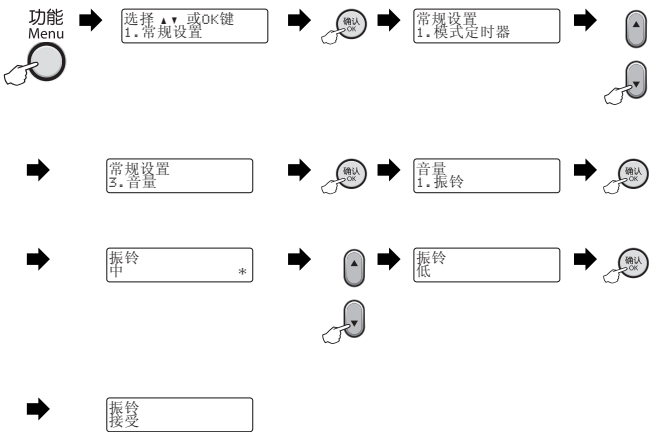 功能
Menu
选择 ▲▼ 或OK键
1.常规设置
确认
OK
常规设置
1.模式定时器
常规设置
3.音量
确认
OK
音量
1.振铃
确认
OK
振铃
中 *
振铃
低
确认
OK
振铃
接受